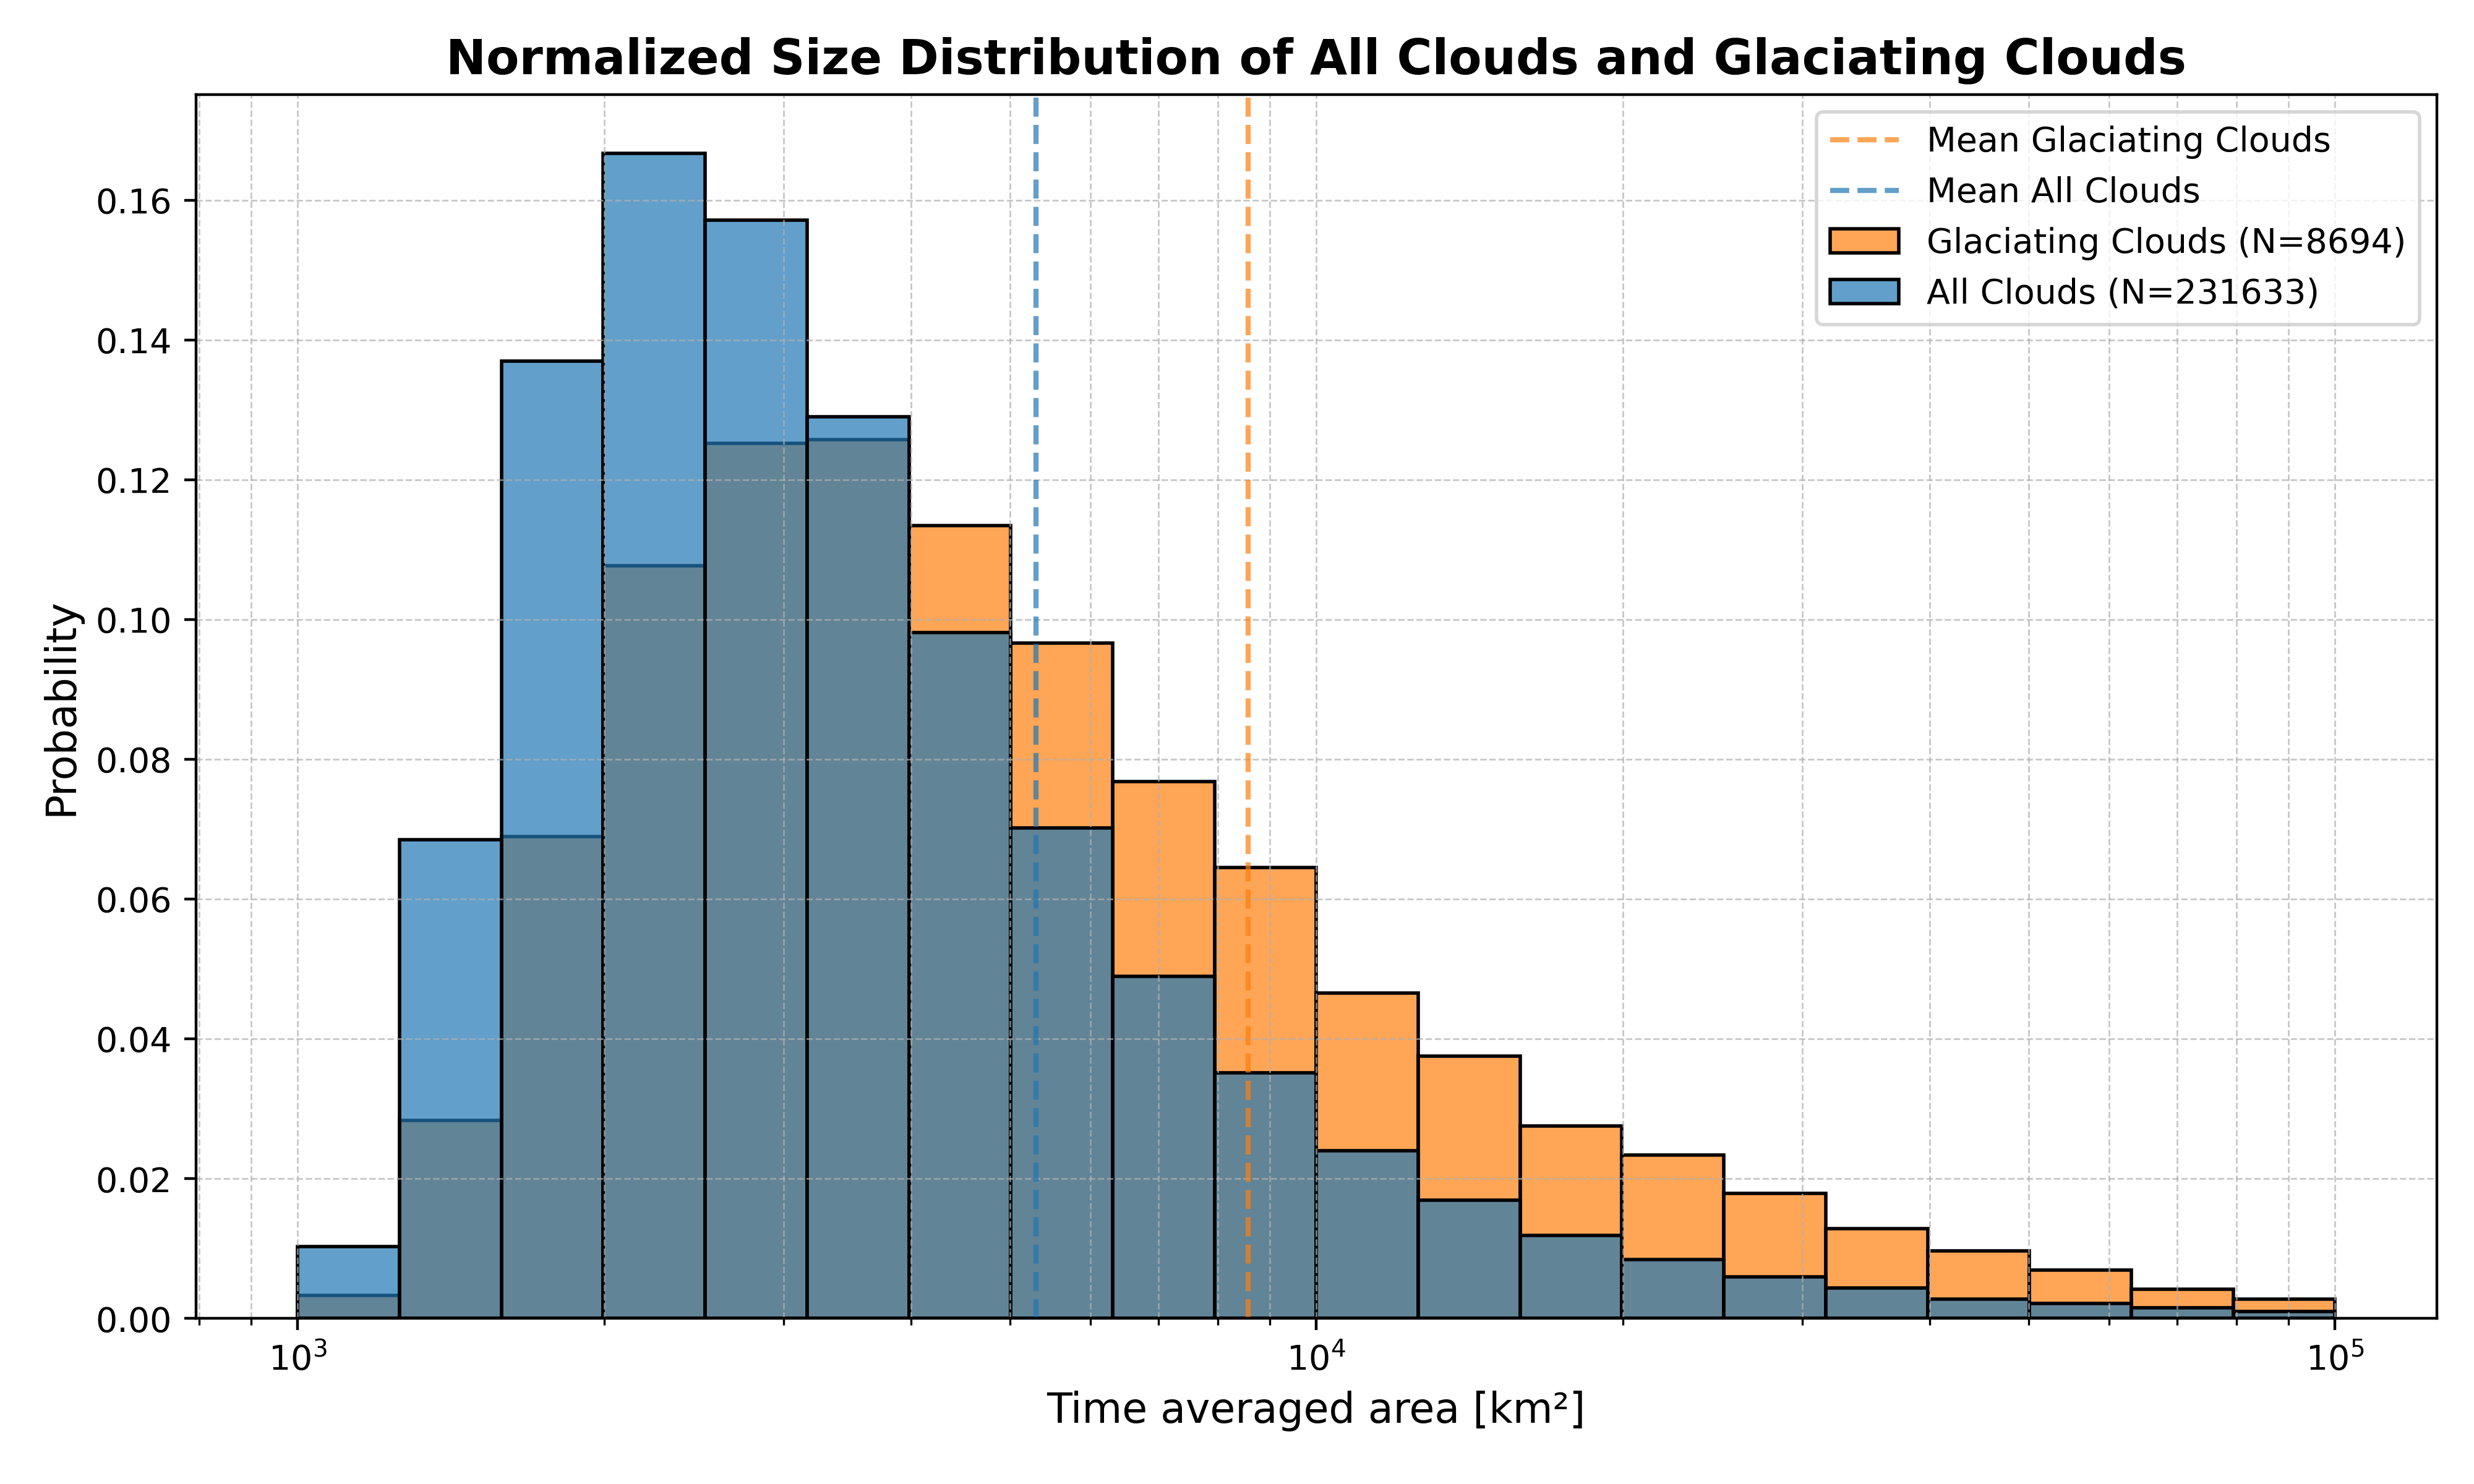 Normalized Size Distribution of All Clouds and Glaciating Clouds
Mean Glaciating Clouds
Mean All Clouds
Glaciating Clouds (N=8694)
All Clouds (N=231633)
Probability
0.16
0.14
0.12
0.10
0.08
0.06
0.04
0.02
0.00
10³ 10⁴ 10⁵
Time averaged area [km²]